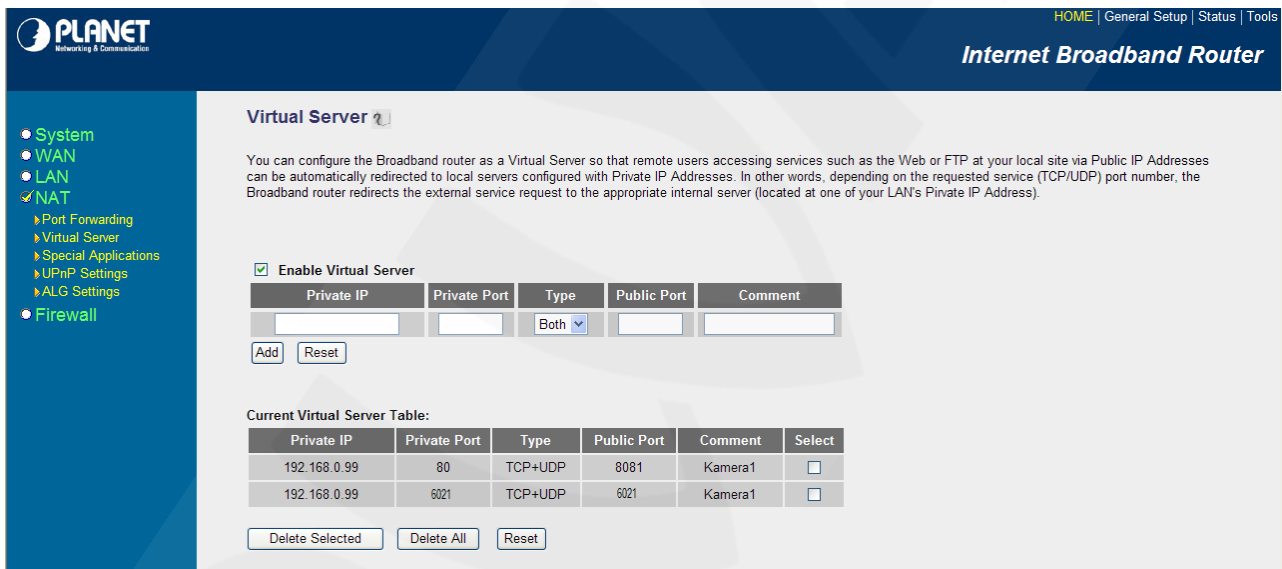 PLANET
Networking & Communication
HOME | General Setup | Status | Tools
Internet Broadband Router
System
WAN
LAN
NAT
Port Forwarding
Virtual Server
Special Applications
UPnP Settings
ALG Settings
Firewall
Virtual Server
You can configure the Broadband router as a Virtual Server so that remote users accessing services such as the Web or FTP at your local site via Public IP Addresses
can be automatically redirected to local servers configured with Private IP Addresses. In other words, depending on the requested service (TCP/UDP) port number, the
Broadband router redirects the external service request to the appropriate internal server (located at one of your LAN's Private IP Address).
Enable Virtual Server
Private IP Private Port Type Public Port Comment
Both
Add Reset
Current Virtual Server Table:
Private IP Private Port Type Public Port Comment Select
192.168.0.99 80 TCP+UDP 8081 Kamera1
192.168.0.99 6021 TCP+UDP 6021 Kamera1
Delete Selected Delete All Reset